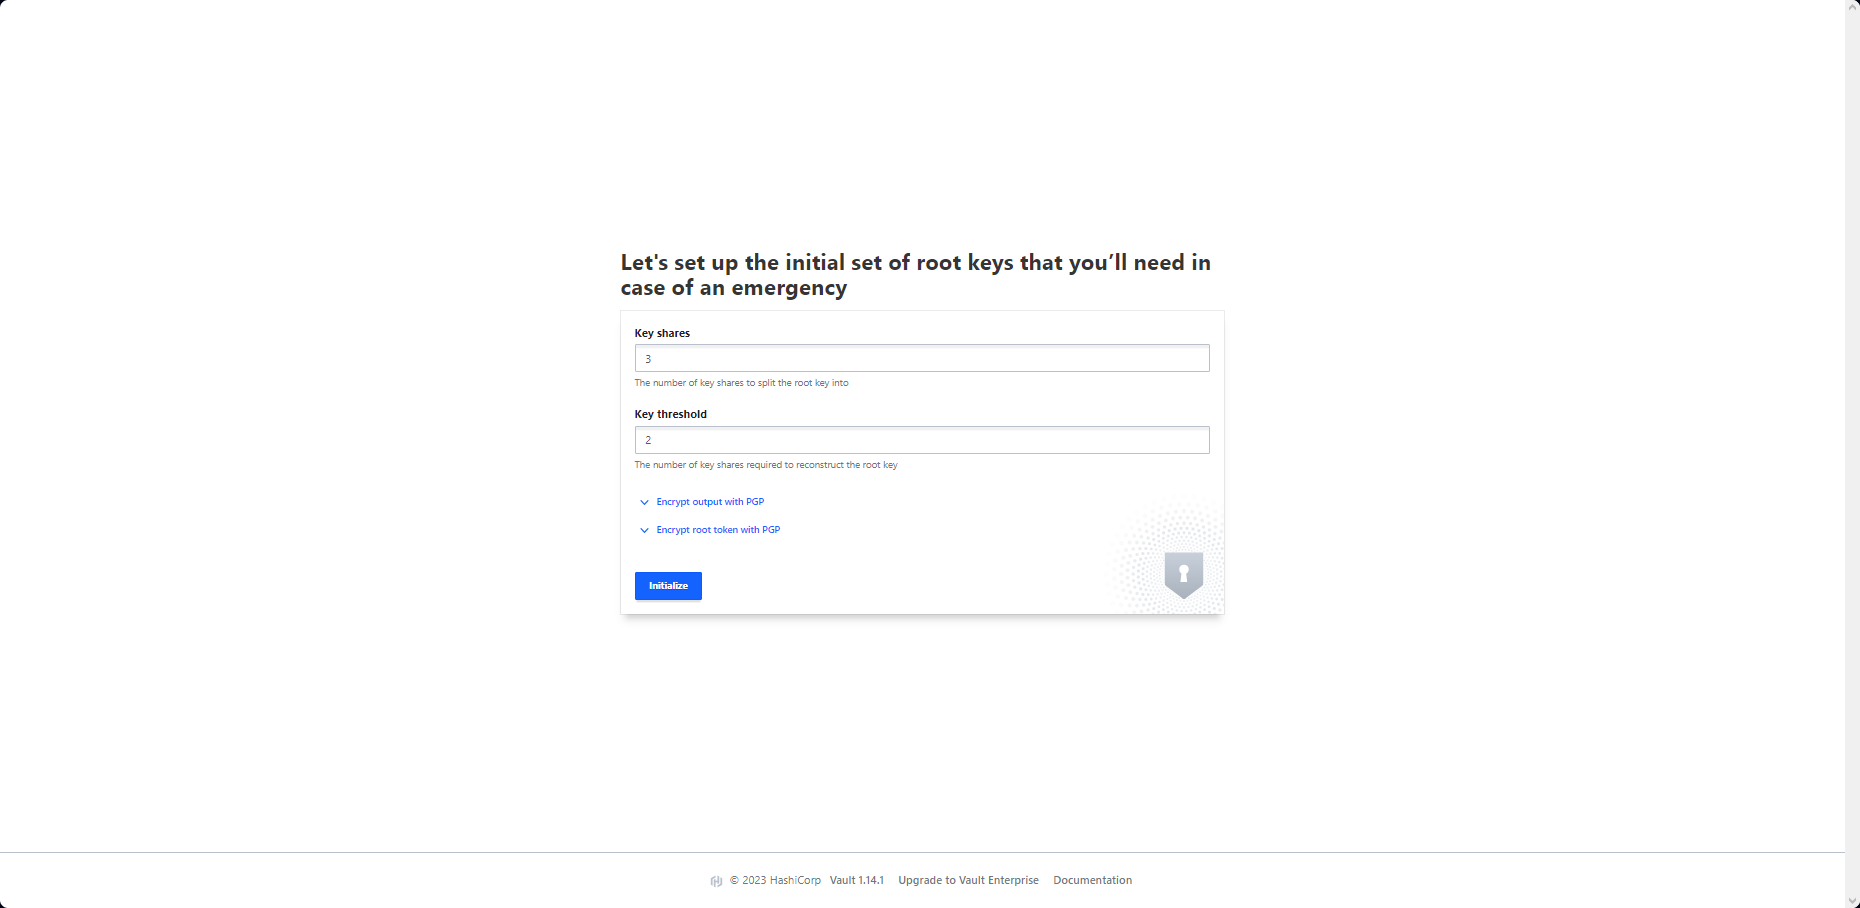 Let's set up the initial set of root keys that you’ll need in
case of an emergency
Key shares
3
The number of key shares to split the root key into
Key threshold
2
The number of key shares required to reconstruct the root key
Encrypt output with PGP
Encrypt root token with PGP
Initialize
© 2023 HashiCorp Vault 1.14.1 Upgrade to Vault Enterprise Documentation